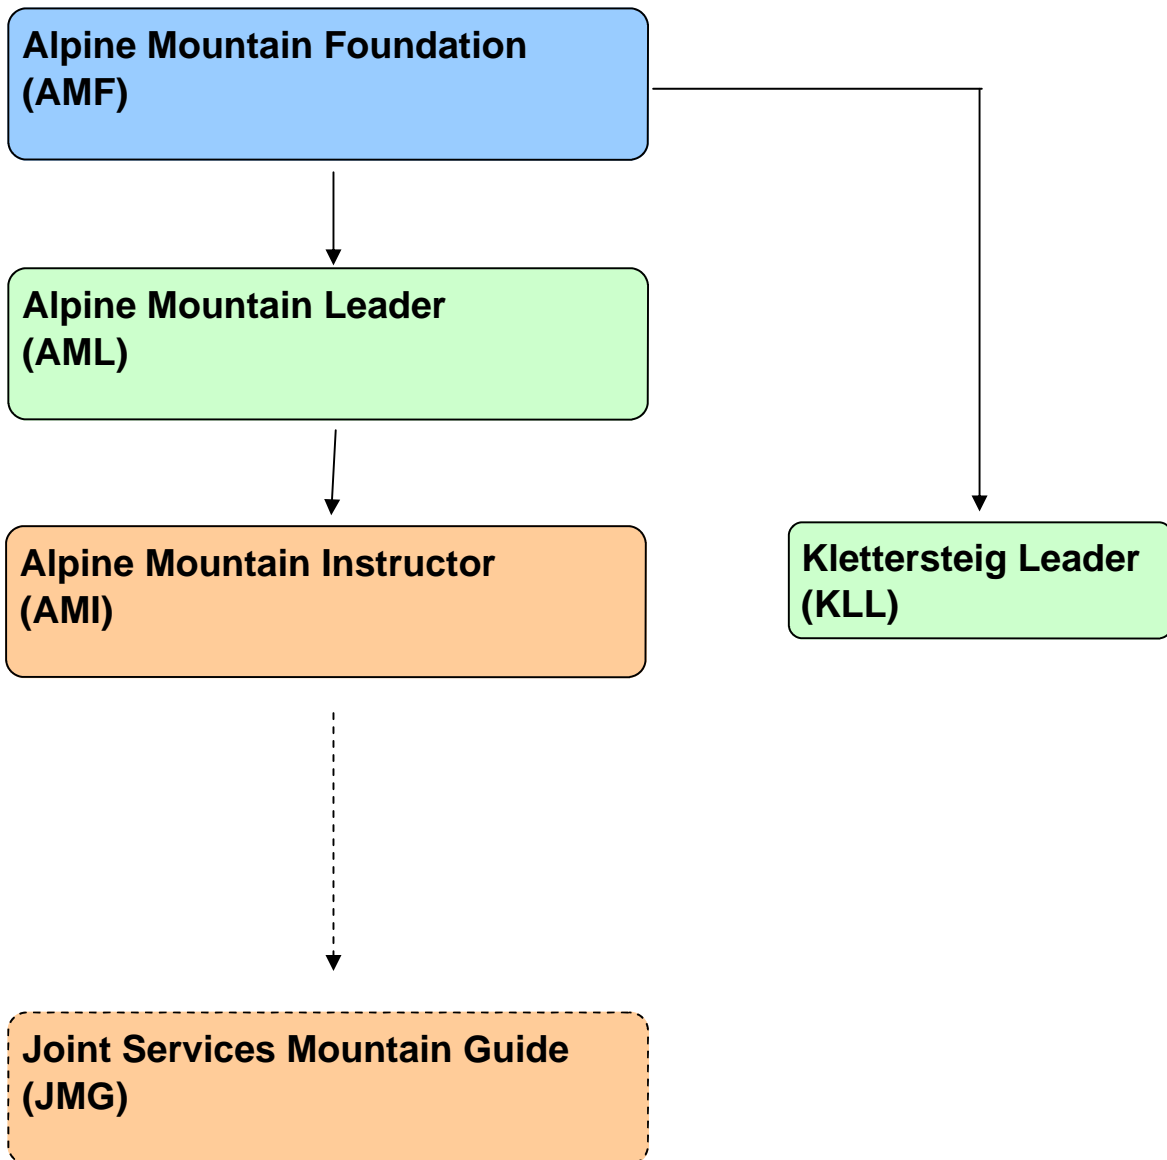 Alpine Mountain Foundation
(AMF)
Alpine Mountain Leader
(AML)
Alpine Mountain Instructor
(AMI)
Klettersteig Leader
(KLL)
Joint Services Mountain Guide
(JMG)